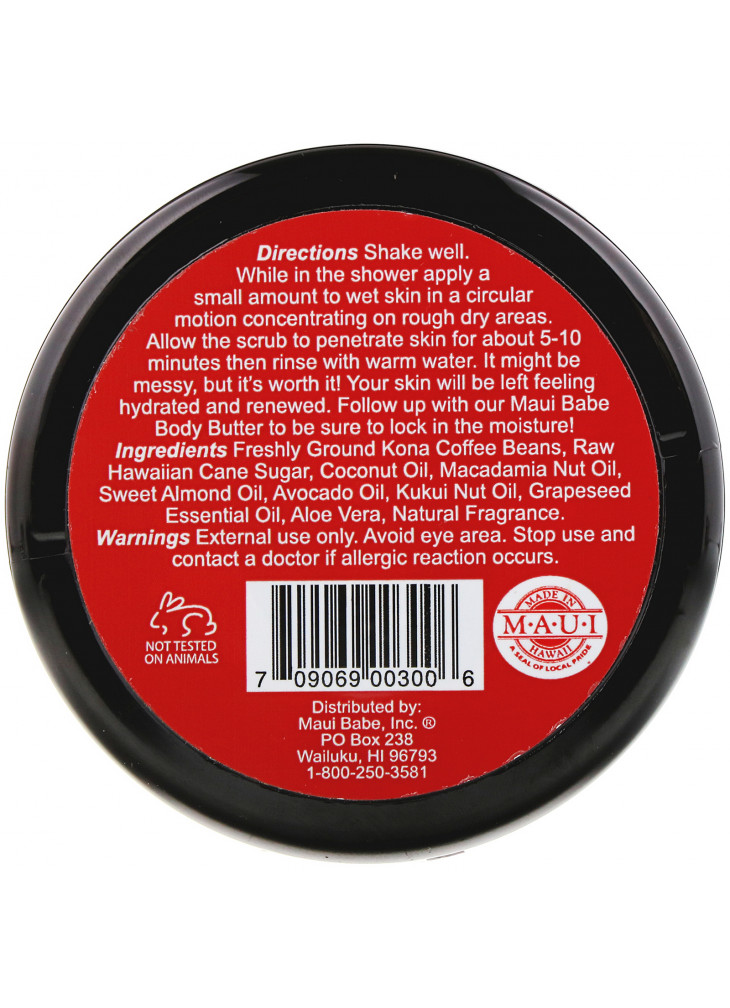 Directions Shake well.
While in the shower apply a
small amount to wet skin in a circular
motion concentrating on rough dry areas.
Allow the scrub to penetrate skin for about 5-10
minutes then rinse with warm water. It might be
messy, but it's worth it! Your skin will be left feeling
hydrated and renewed. Follow up with our Maui Babe
Body Butter to be sure to lock in the moisture!
Ingredients Freshly Ground Kona Coffee Beans, Raw
Hawaiian Cane Sugar, Coconut Oil, Macadamia Nut Oil,
Sweet Almond Oil, Avocado Oil, Kukui Nut Oil, Grapeseed
Essential Oil, Aloe Vera, Natural Fragrance.
Warnings External use only. Avoid eye area. Stop use and
contact a doctor if allergic reaction occurs.
NOT TESTED
ON ANIMALS
7 09069 00300 6
MADE IN
M·A·U·I
HAWAII
A SEAL OF LOCAL PRIDE
Distributed by:
Maui Babe, Inc. ®
PO Box 238
Wailuku, HI 96793
1-800-250-3581